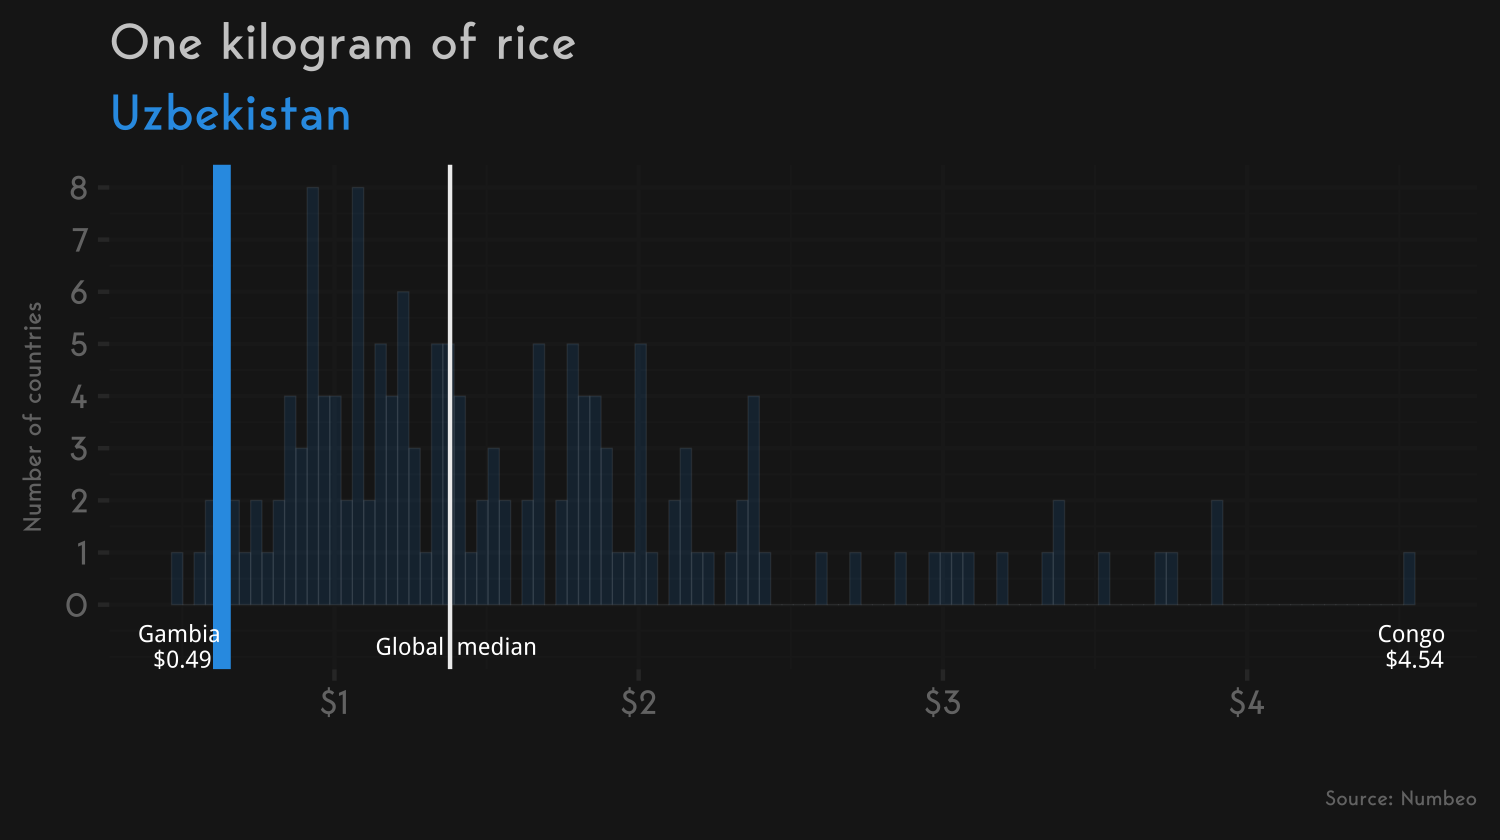 One kilogram of rice
Uzbekistan
Number of countries
8
7
6
5
4
3
2
1
0
Gambia
$0.49
Global median
Congo
$4.54
$1
$2
$3
$4
Source: Numbeo